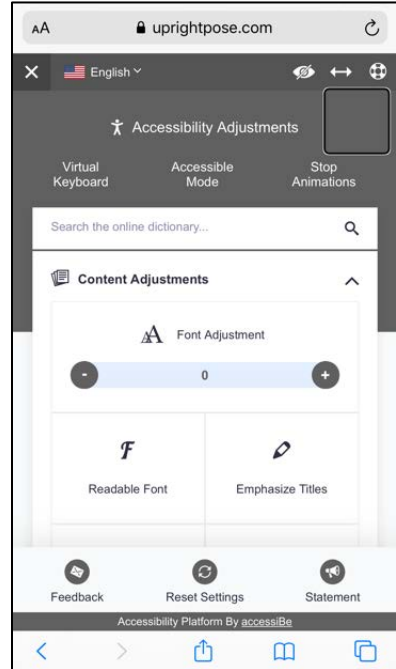 AA uprightpose.com
English
Accessibility Adjustments
Virtual Keyboard
Accessible Mode
Stop Animations
Search the online dictionary...
Content Adjustments
AA Font Adjustment
- 0 +
F
Readable Font
Emphasize Titles
Feedback
Reset Settings
Statement
Accessibility Platform By accessiBe